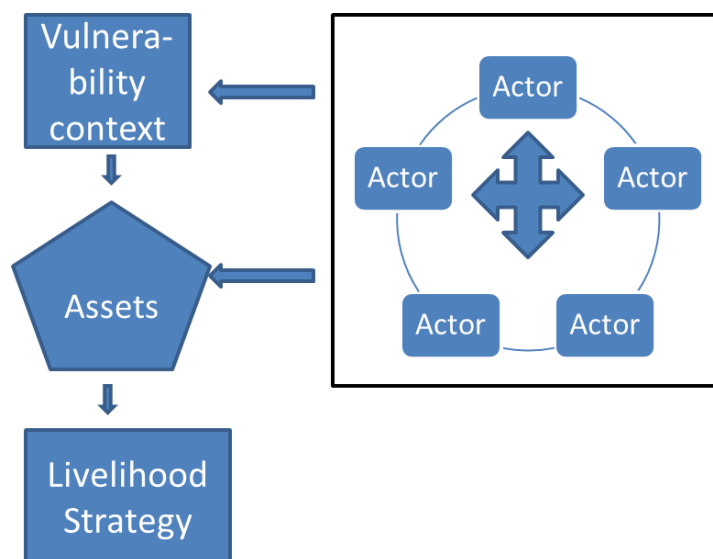 Vulnera-
bility
context
Assets
Livelihood
Strategy
Actor
Actor
Actor
Actor
Actor